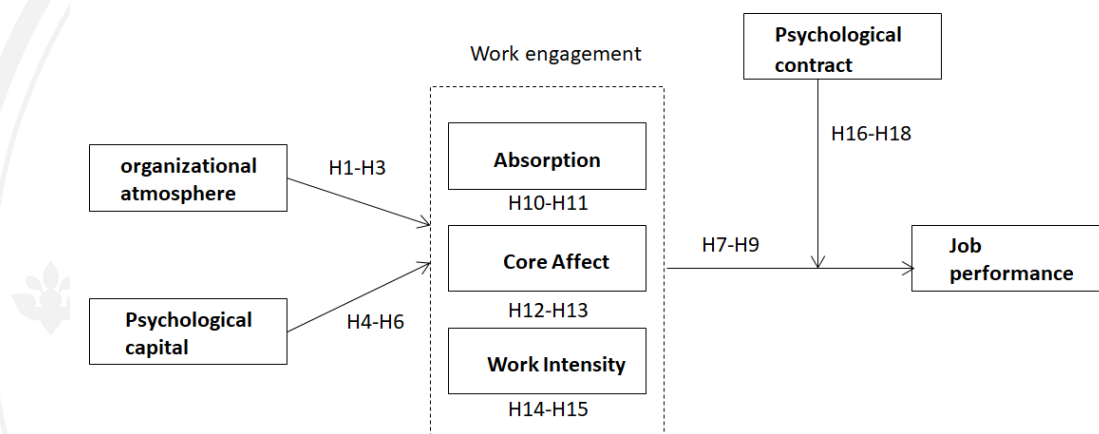 Work engagement
Psychological
contract
H16-H18
organizational
atmosphere
H1-H3
Absorption
H10-H11
Core Affect
H12-H13
H7-H9
Job
performance
Psychological
capital
H4-H6
Work Intensity
H14-H15